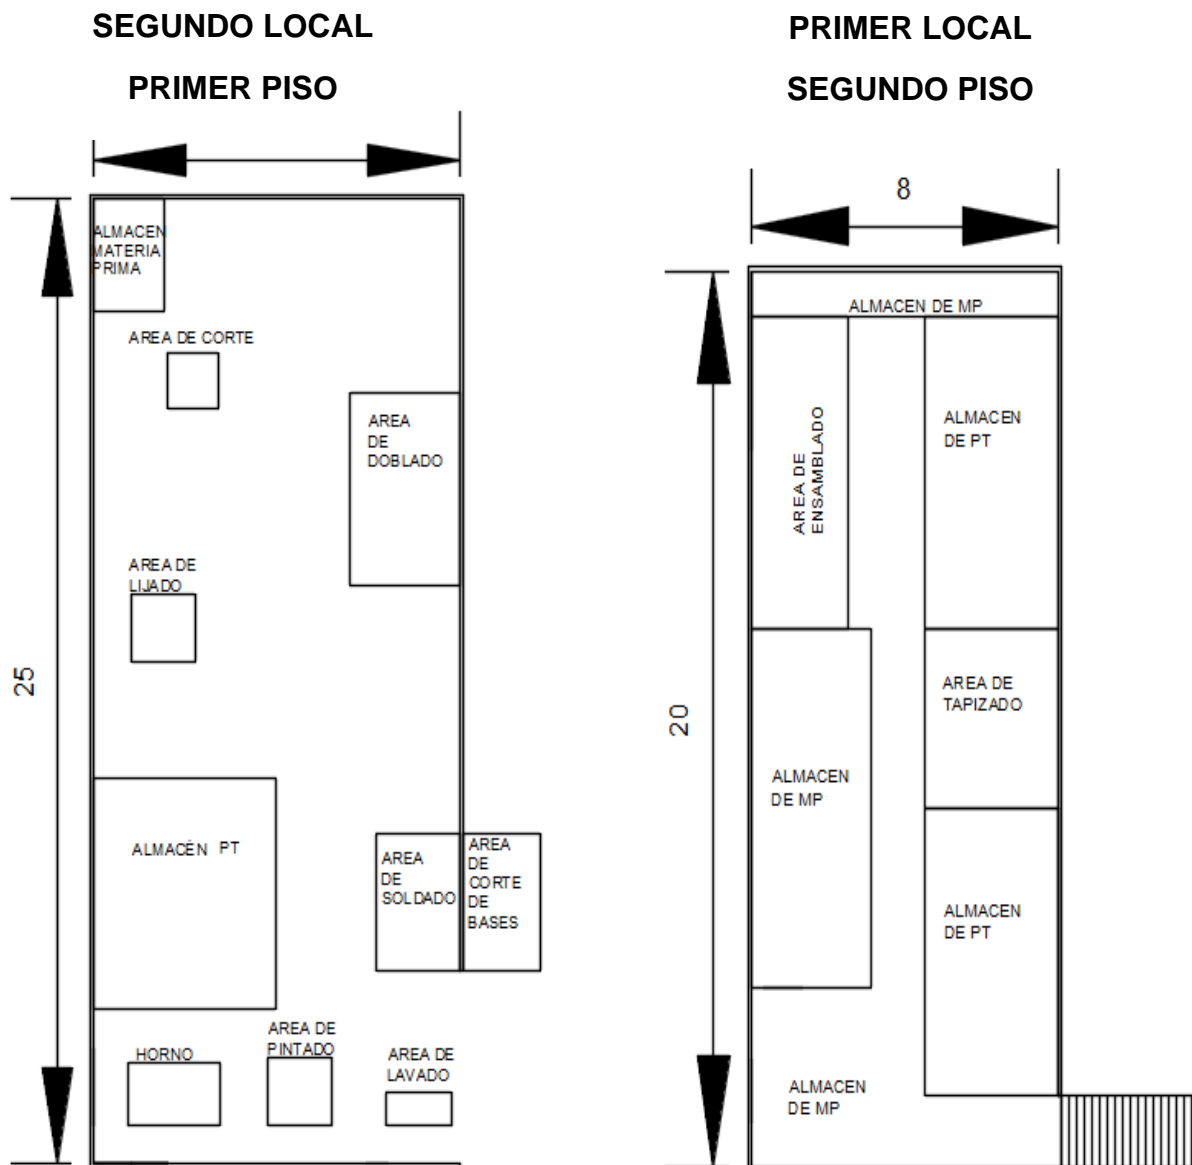 SEGUNDO LOCAL
PRIMER PISO
25
ALMACEN
MATERIA
PRIMA
AREA DE CORTE
AREA
DE
DOBLADO
AREA DE
LIJADO
ALMACÉN PT
AREA
DE
SOLDADO
AREA
DE
CORTE
DE
BASES
HORNO
AREA DE
PINTADO
AREA DE
LAVADO
PRIMER LOCAL
SEGUNDO PISO
8
20
ALMACEN DE MP
AREA DE
ENSAMBLADO
ALMACEN
DE PT
AREA DE
TAPIZADO
ALMACEN
DE MP
ALMACEN
DE PT
ALMACEN
DE MP